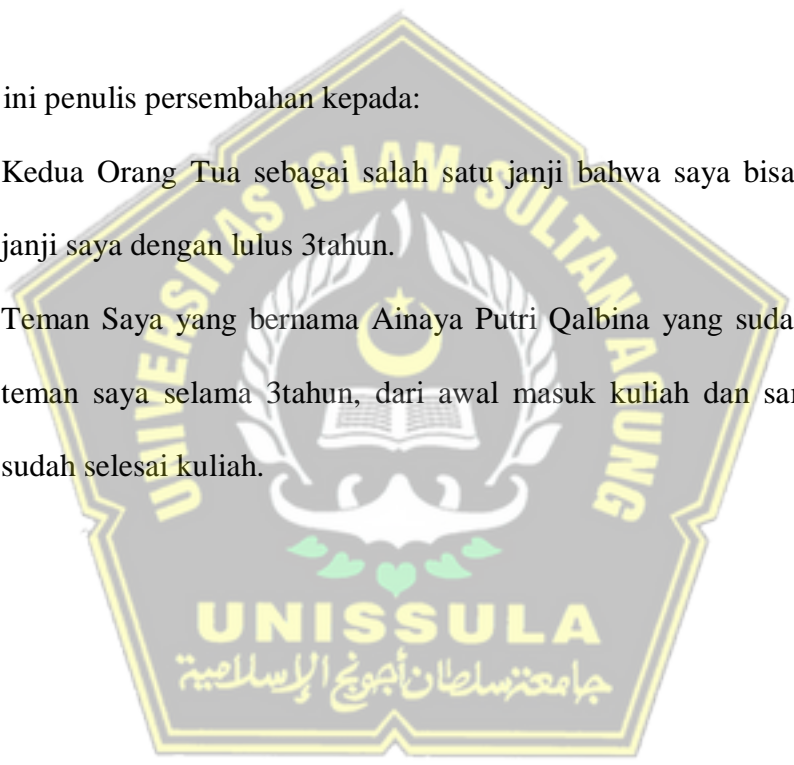 ini penulis persembahan kepada:
Kedua Orang Tua sebagai salah satu janji bahwa saya bisa
janji saya dengan lulus 3tahun.
Teman Saya yang bernama Ainaya Putri Qalbina yang
teman saya selama 3tahun, dari awal masuk kuliah dan
sudah selesai kuliah.
UNIVERSITAS ISLAM SULTAN AGUNG
UNISSULA
جامعة سلطان أجونج الإسلامية